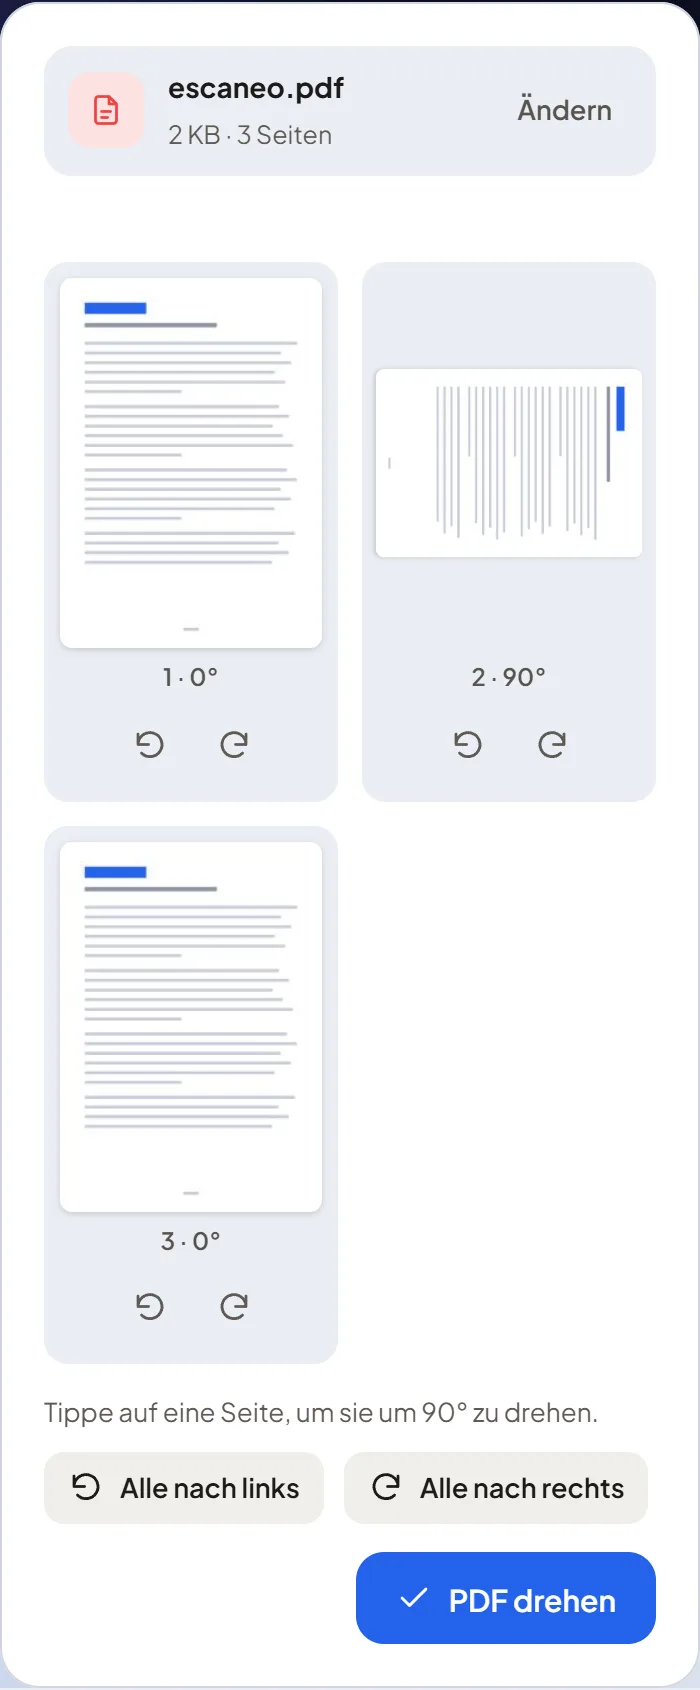 escaneo.pdf
2 KB · 3 Seiten
Ändern
1 · 0°
2 · 90°
3 · 0°
Tippe auf eine Seite, um sie um 90° zu drehen.
Alle nach links
Alle nach rechts
PDF drehen